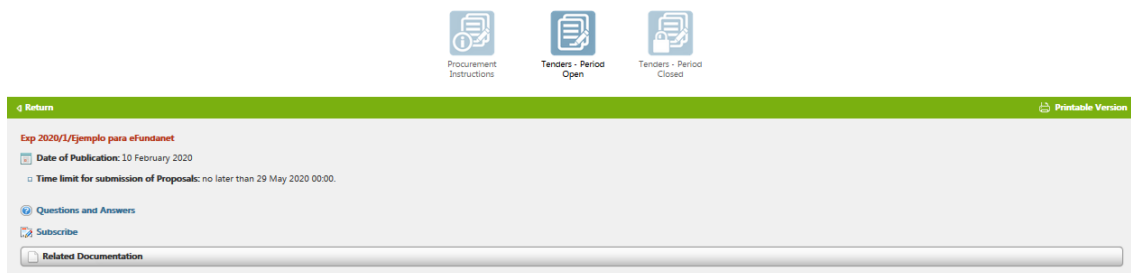 Procurement
Instructions
Tenders - Period
Open
Tenders - Period
Closed
Return
Printable Version
Exp 2020/1/Ejemplo para eFundanet
Date of Publication: 10 February 2020
Time limit for submission of Proposals: no later than 29 May 2020 00:00.
Questions and Answers
Subscribe
Related Documentation